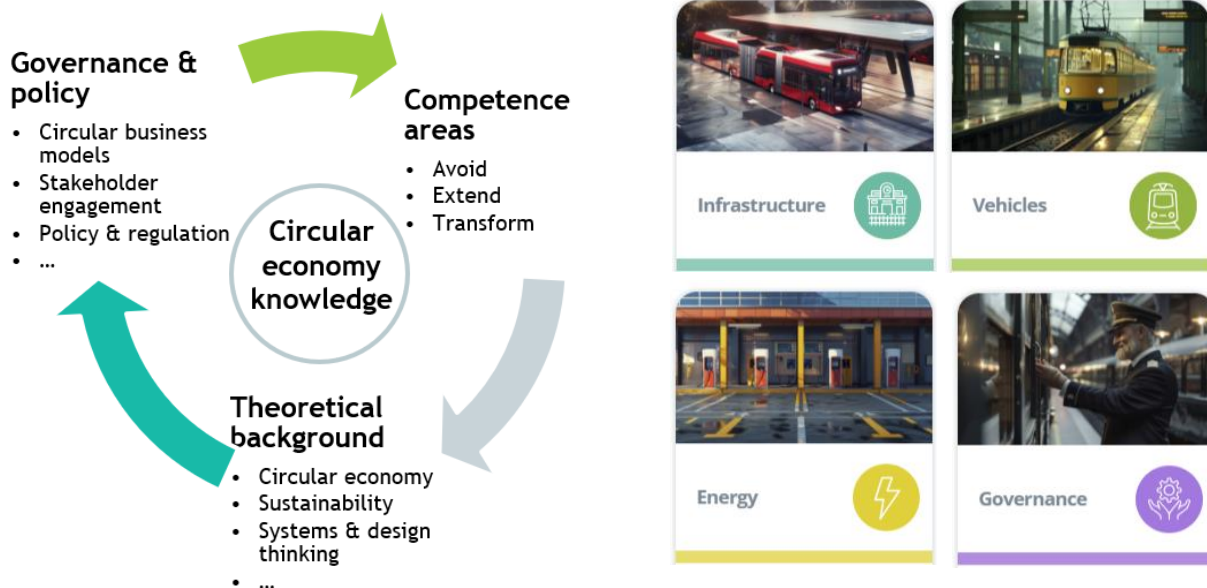 Governance &
policy
• Circular business
models
• Stakeholder
engagement
• Policy & regulation
• ...
Competence
areas
• Avoid
• Extend
• Transform
Circular
economy
knowledge
Theoretical
background
• Circular economy
• Sustainability
• Systems & design
thinking
• ...
Infrastructure
Vehicles
Energy
Governance